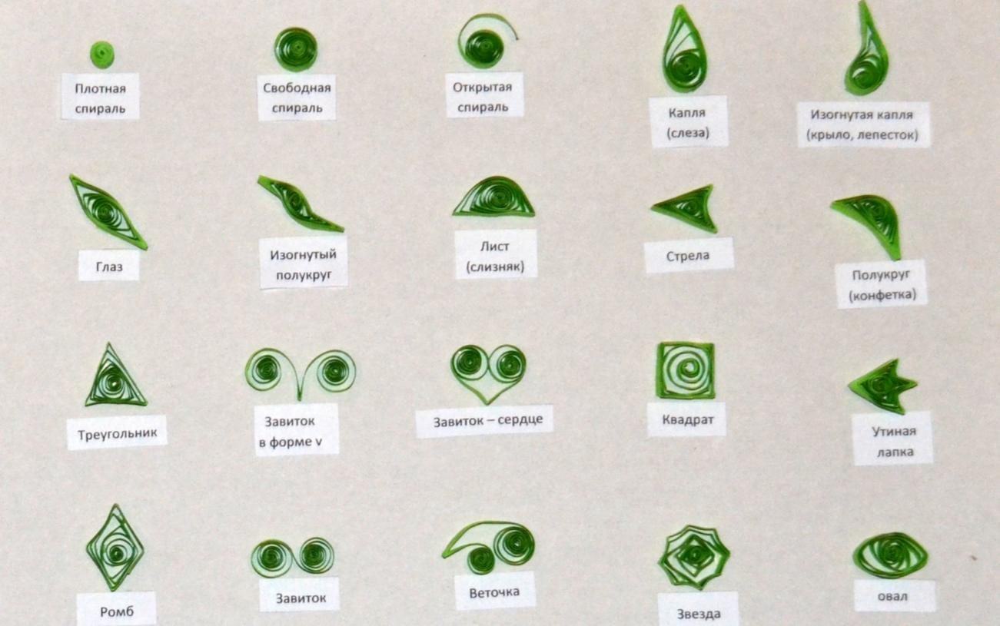 Плотная
спираль
Свободная
спираль
Открытая
спираль
Капля
(слеза)
Изогнутая капля
(крыло, лепесток)
Глаз
Изогнутый
полукруг
Лист
(слизняк)
Стрела
Полукруг
(конфетка)
Треугольник
Завиток
в форме v
Завиток – сердце
Квадрат
Утиная
лапка
Ромб
Завиток
Веточка
Звезда
овал